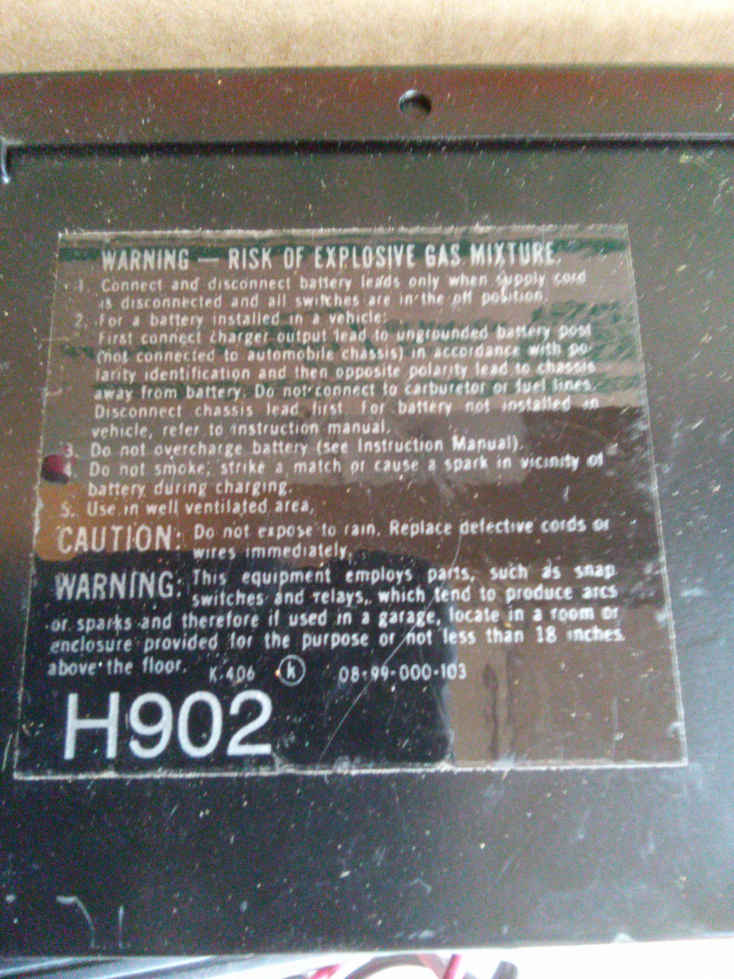 WARNING — RISK OF EXPLOSIVE GAS MIXTURE.
1. Connect and disconnect battery leads only when supply cord
is disconnected and all switches are in the off position.
2. For a battery installed in a vehicle:
First connect charger output lead to ungrounded battery post
(not connected to automobile chassis) in accordance with po-
larity identification and then opposite polarity lead to chassis
away from battery. Do not connect to carburetor or fuel lines.
Disconnect chassis lead first. For battery not installed in
vehicle, refer to instruction manual.
3. Do not overcharge battery (see Instruction Manual).
4. Do not smoke, strike a match or cause a spark in vicinity of
battery during charging.
5. Use in well ventilated area.
CAUTION: Do not expose to rain. Replace defective cords or
wires immediately.
WARNING: This equipment employs parts, such as snap
switches and relays, which tend to produce arcs
or sparks and therefore if used in a garage, locate in a room or
enclosure provided for the purpose or not less than 18 inches
above the floor. K-406 k 08-99-000-103
H902